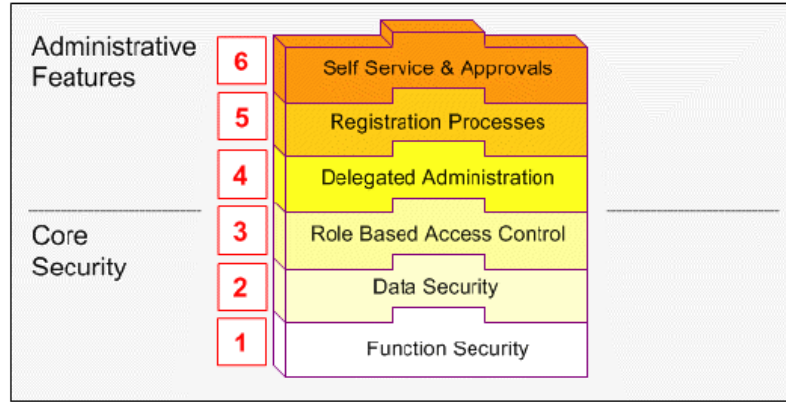 Administrative
Features
6
Self Service & Approvals
5
Registration Processes
4
Delegated Administration
Core
Security
3
Role Based Access Control
2
Data Security
1
Function Security